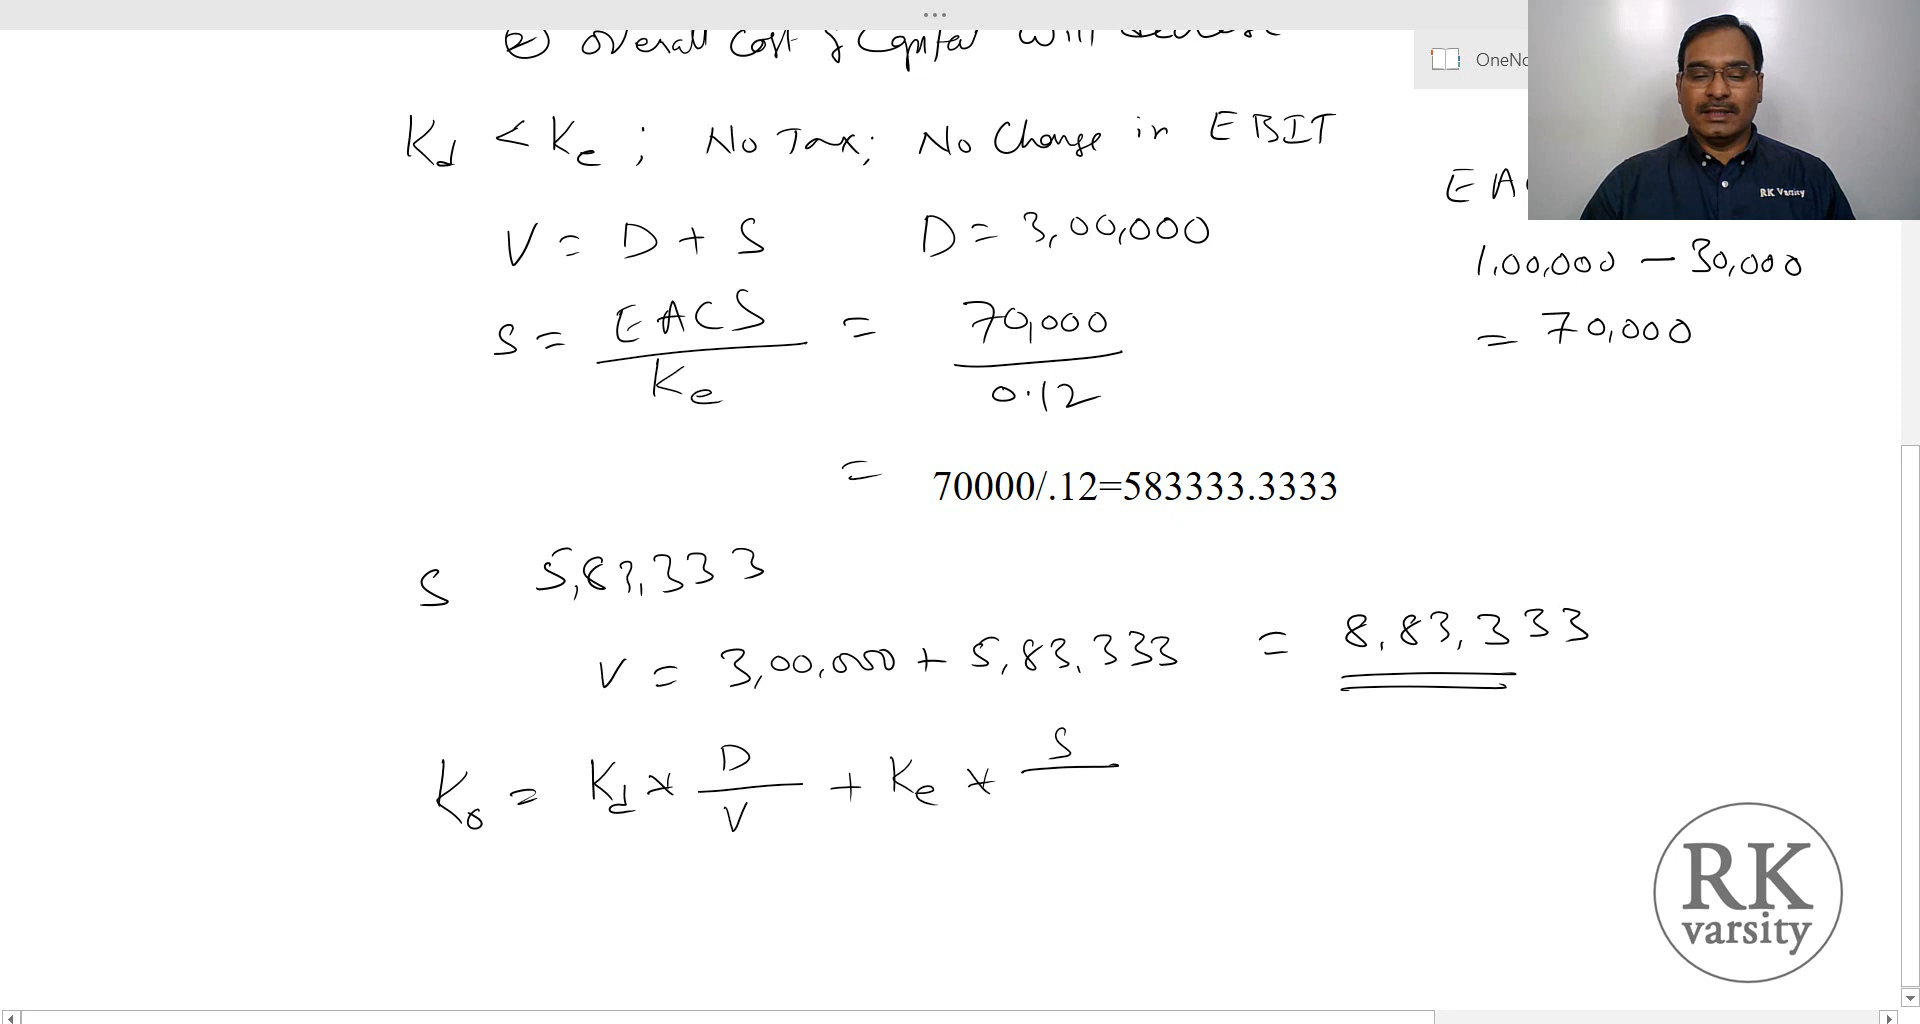 ② Overall Cost of Capital will
OneNo
Kd < Ke ; No Tax; No Change in EBIT
EA
RK Varsity
V = D + S D = 3,00,000
1,00,000 – 30,000
S = EACS / Ke = 70,000 / 0.12
= 70,000
= 70000/.12=583333.3333
S 5,83,333
V = 3,00,000 + 5,83,333 = 8,83,333
Ko = Kd * D / V + Ke * S
RK
varsity